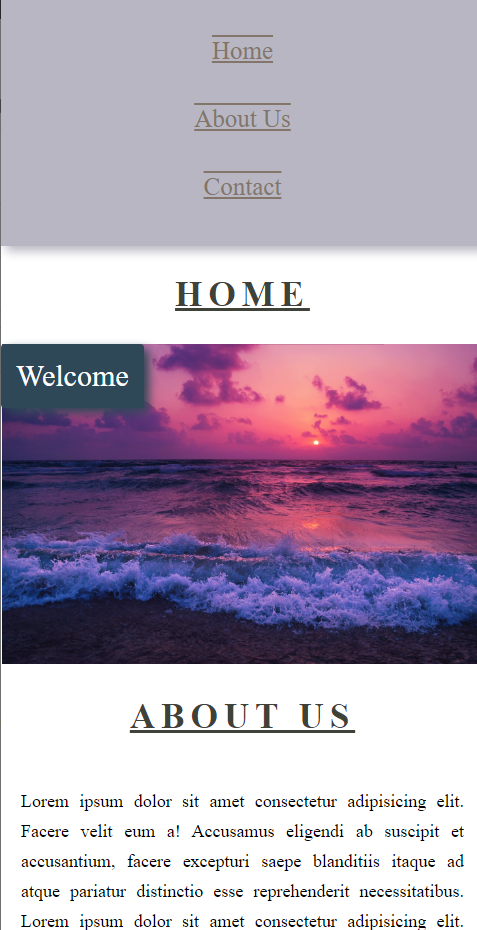 Home
About Us
Contact
HOME
Welcome
ABOUT US
Lorem ipsum dolor sit amet consectetur adipisicing elit.
Facere velit eum a! Accusamus eligendi ab suscipit et
accusantium, facere excepturi saepe blanditiis itaque ad
atque pariatur distinctio esse reprehenderit necessitatibus.
Lorem ipsum dolor sit amet consectetur adipisicing elit.